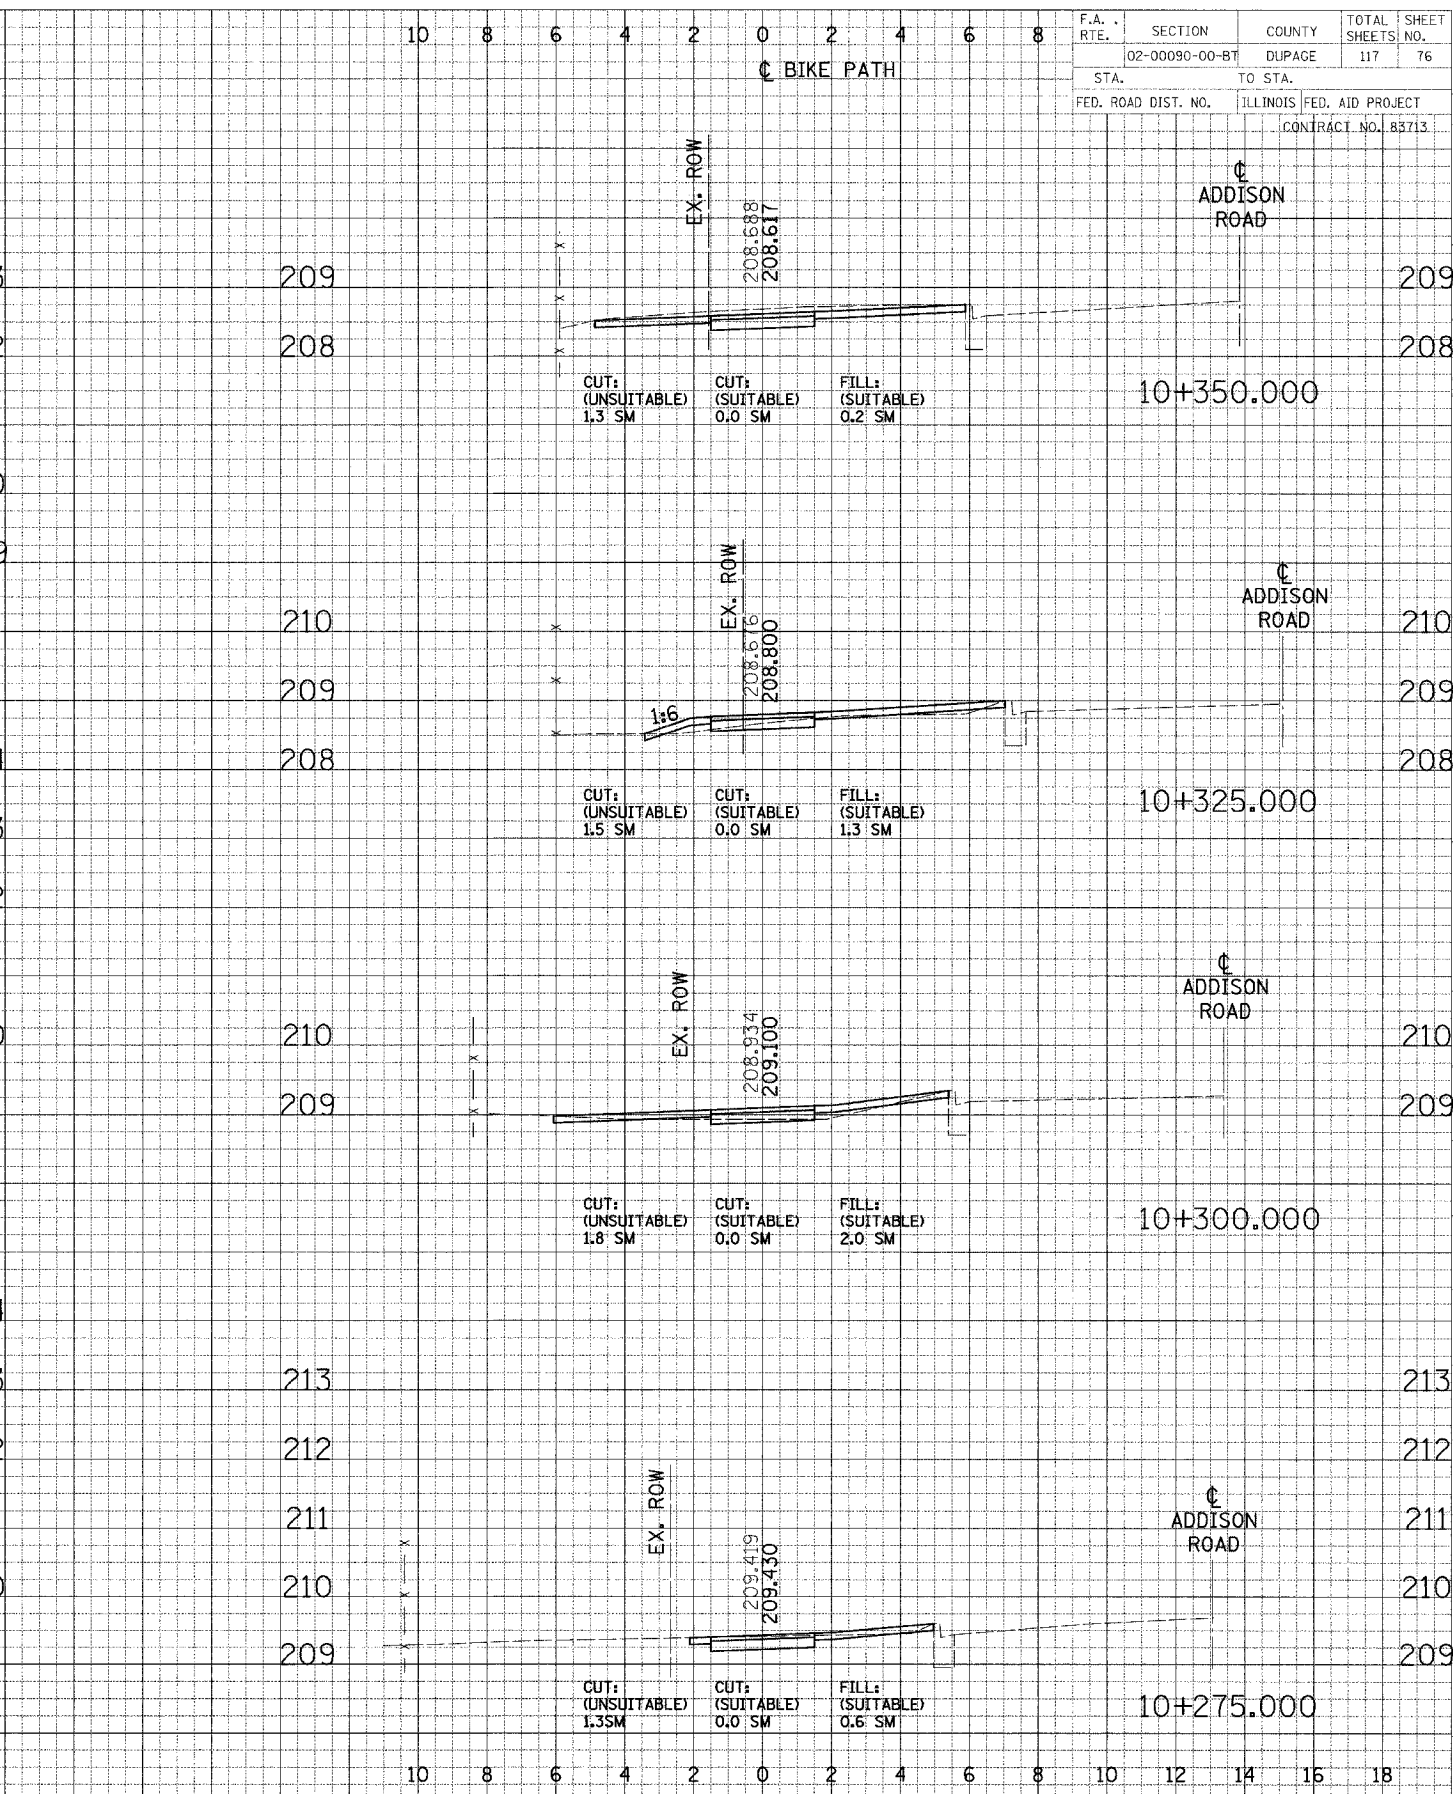 10 8 6 4 2 0 2 4 6 8
℄ BIKE PATH
F.A. RTE. SECTION COUNTY TOTAL SHEETS SHEET NO.
02-00090-00-BT DUPAGE 117 76
STA. TO STA.
FED. ROAD DIST. NO. ILLINOIS FED. AID PROJECT
CONTRACT NO. 83713
EX. ROW
208.688
208.617
℄
ADDISON
ROAD
209 209
208 208
CUT: CUT: FILL:
(UNSUITABLE) (SUITABLE) (SUITABLE)
1.3 SM 0.0 SM 0.2 SM
10+350.000
EX. ROW
208.676
208.800
℄
ADDISON
ROAD
210 210
209 209
1:6
208 208
CUT: CUT: FILL:
(UNSUITABLE) (SUITABLE) (SUITABLE)
1.5 SM 0.0 SM 1.3 SM
10+325.000
EX. ROW
208.934
209.100
℄
ADDISON
ROAD
210 210
209 209
CUT: CUT: FILL:
(UNSUITABLE) (SUITABLE) (SUITABLE)
1.8 SM 0.0 SM 2.0 SM
10+300.000
213 213
212 212
EX. ROW
209.419
209.430
℄
ADDISON
ROAD
211 211
210 210
209 209
CUT: CUT: FILL:
(UNSUITABLE) (SUITABLE) (SUITABLE)
1.3SM 0.0 SM 0.6 SM
10+275.000
10 8 6 4 2 0 2 4 6 8 10 12 14 16 18